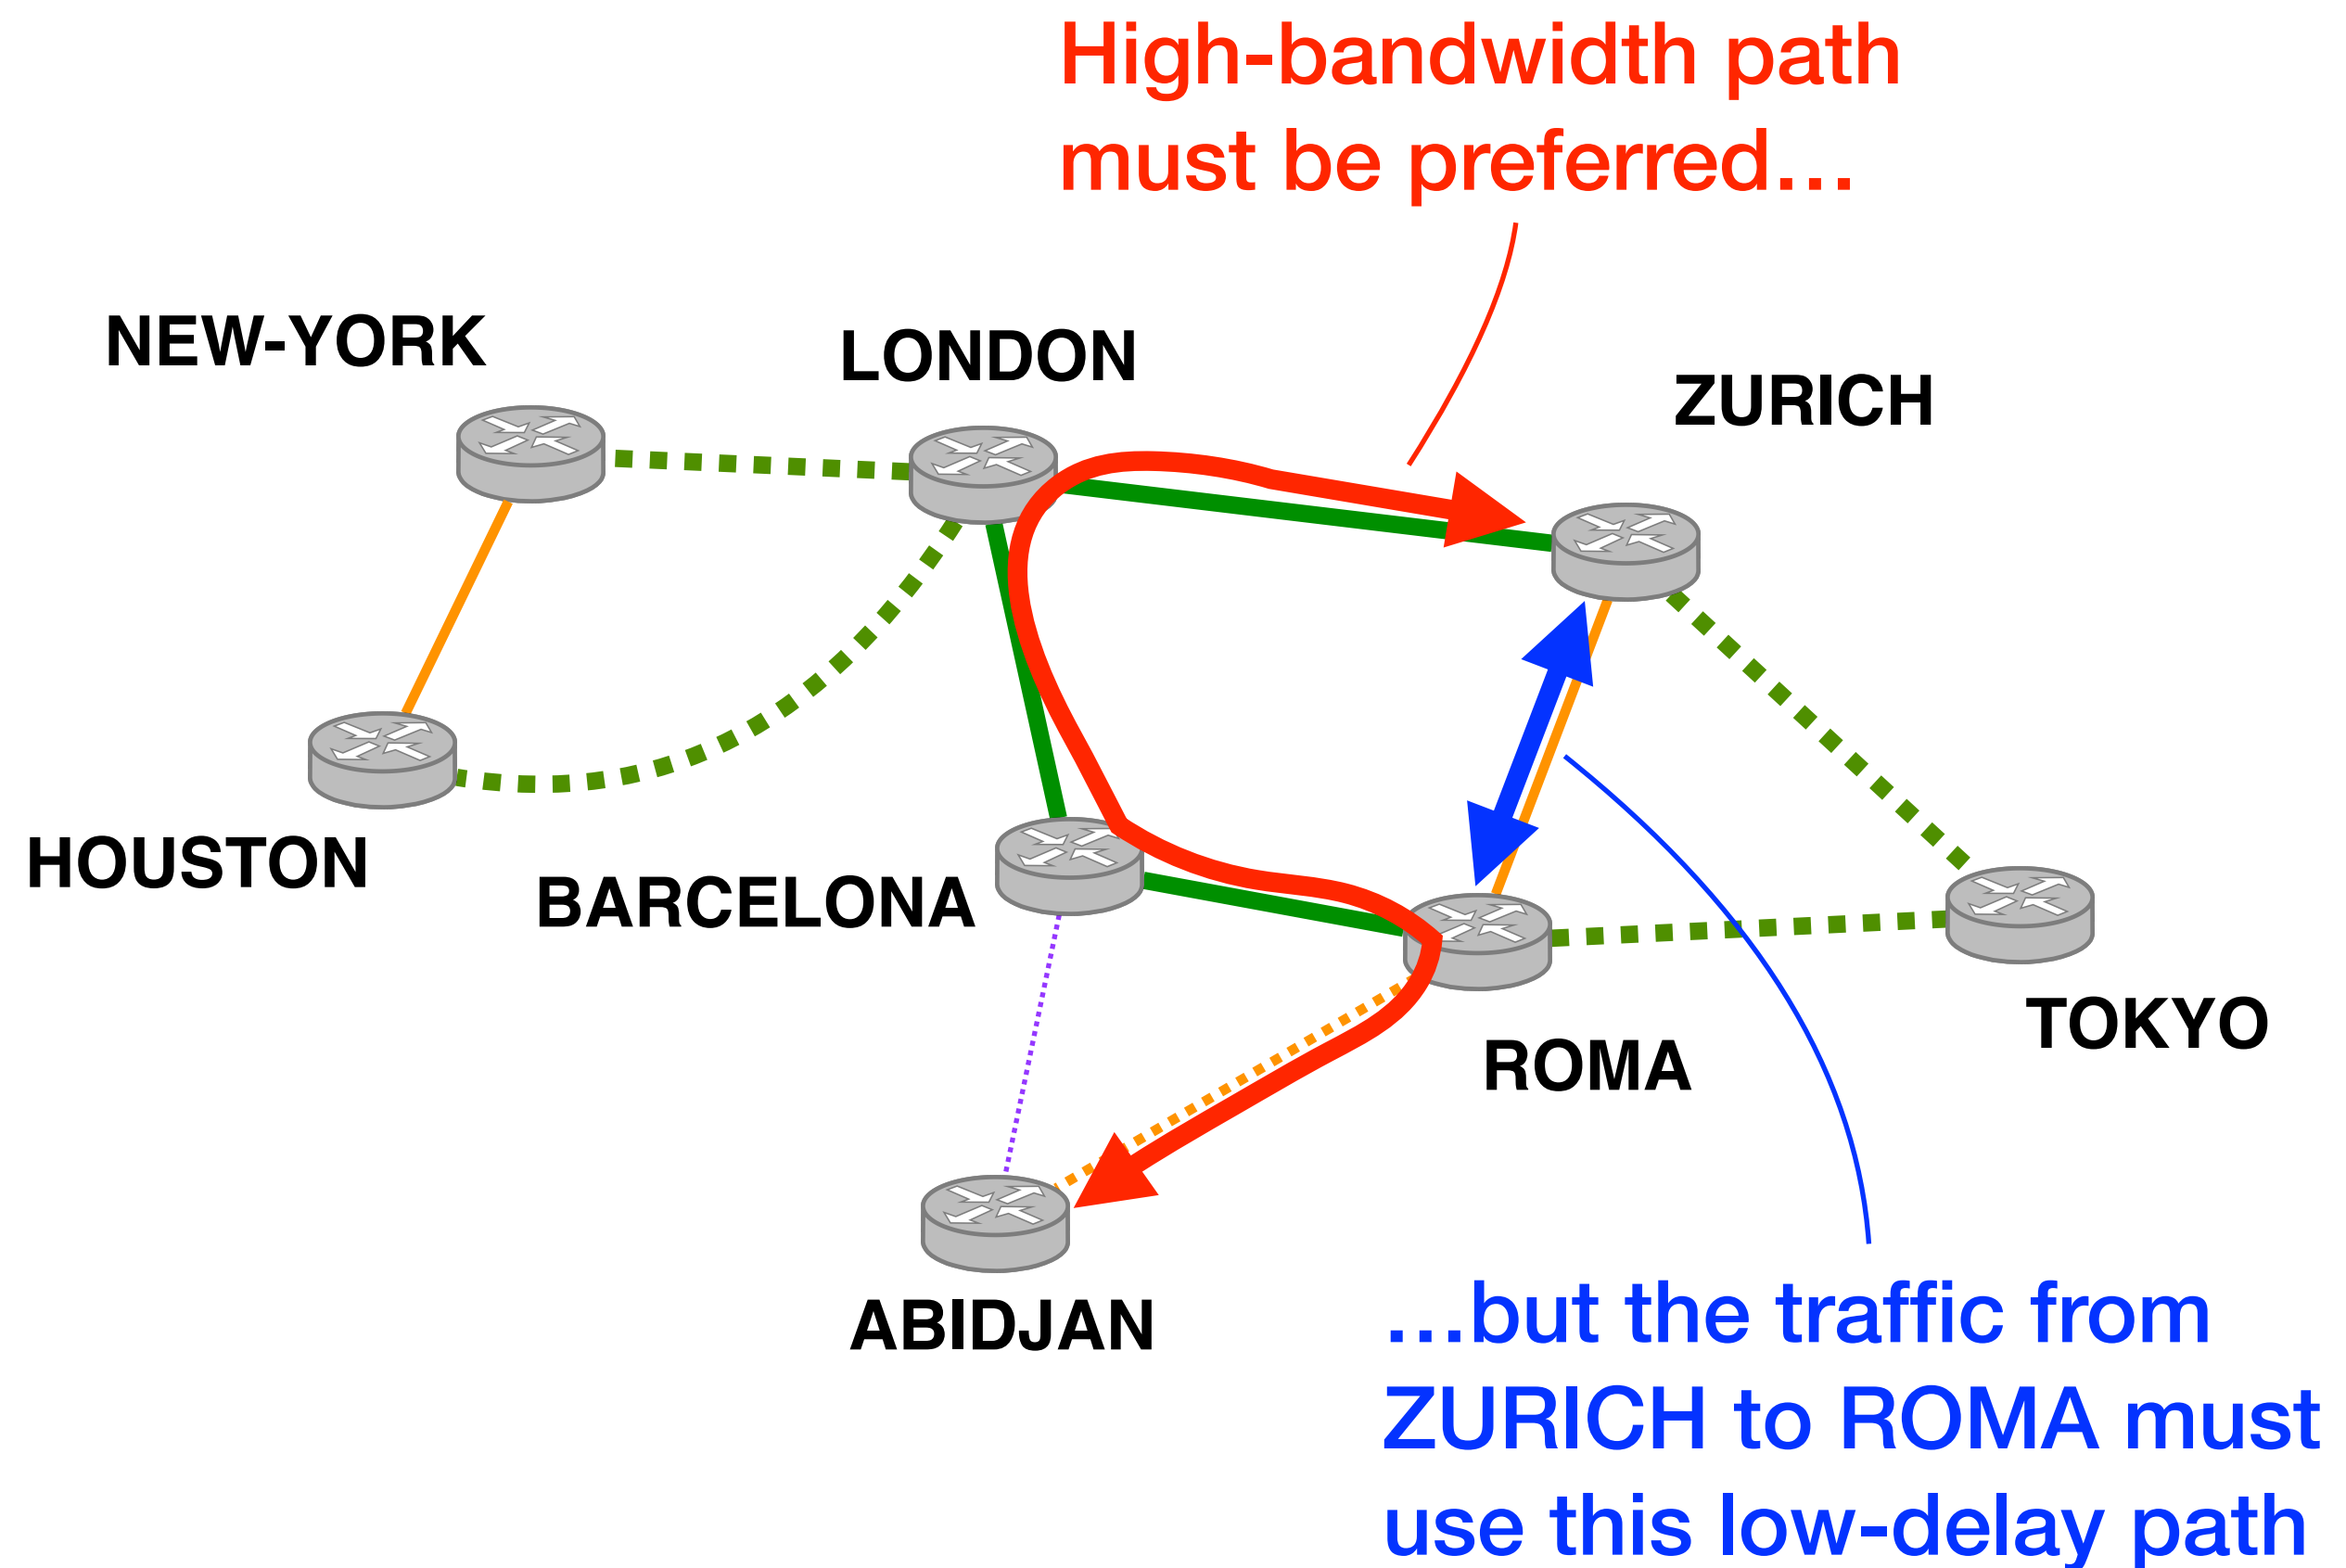 High-bandwidth path
must be preferred…
NEW-YORK
LONDON
ZURICH
HOUSTON
BARCELONA
TOKYO
ROMA
ABIDJAN
…but the traffic from
ZURICH to ROMA must
use this low-delay path